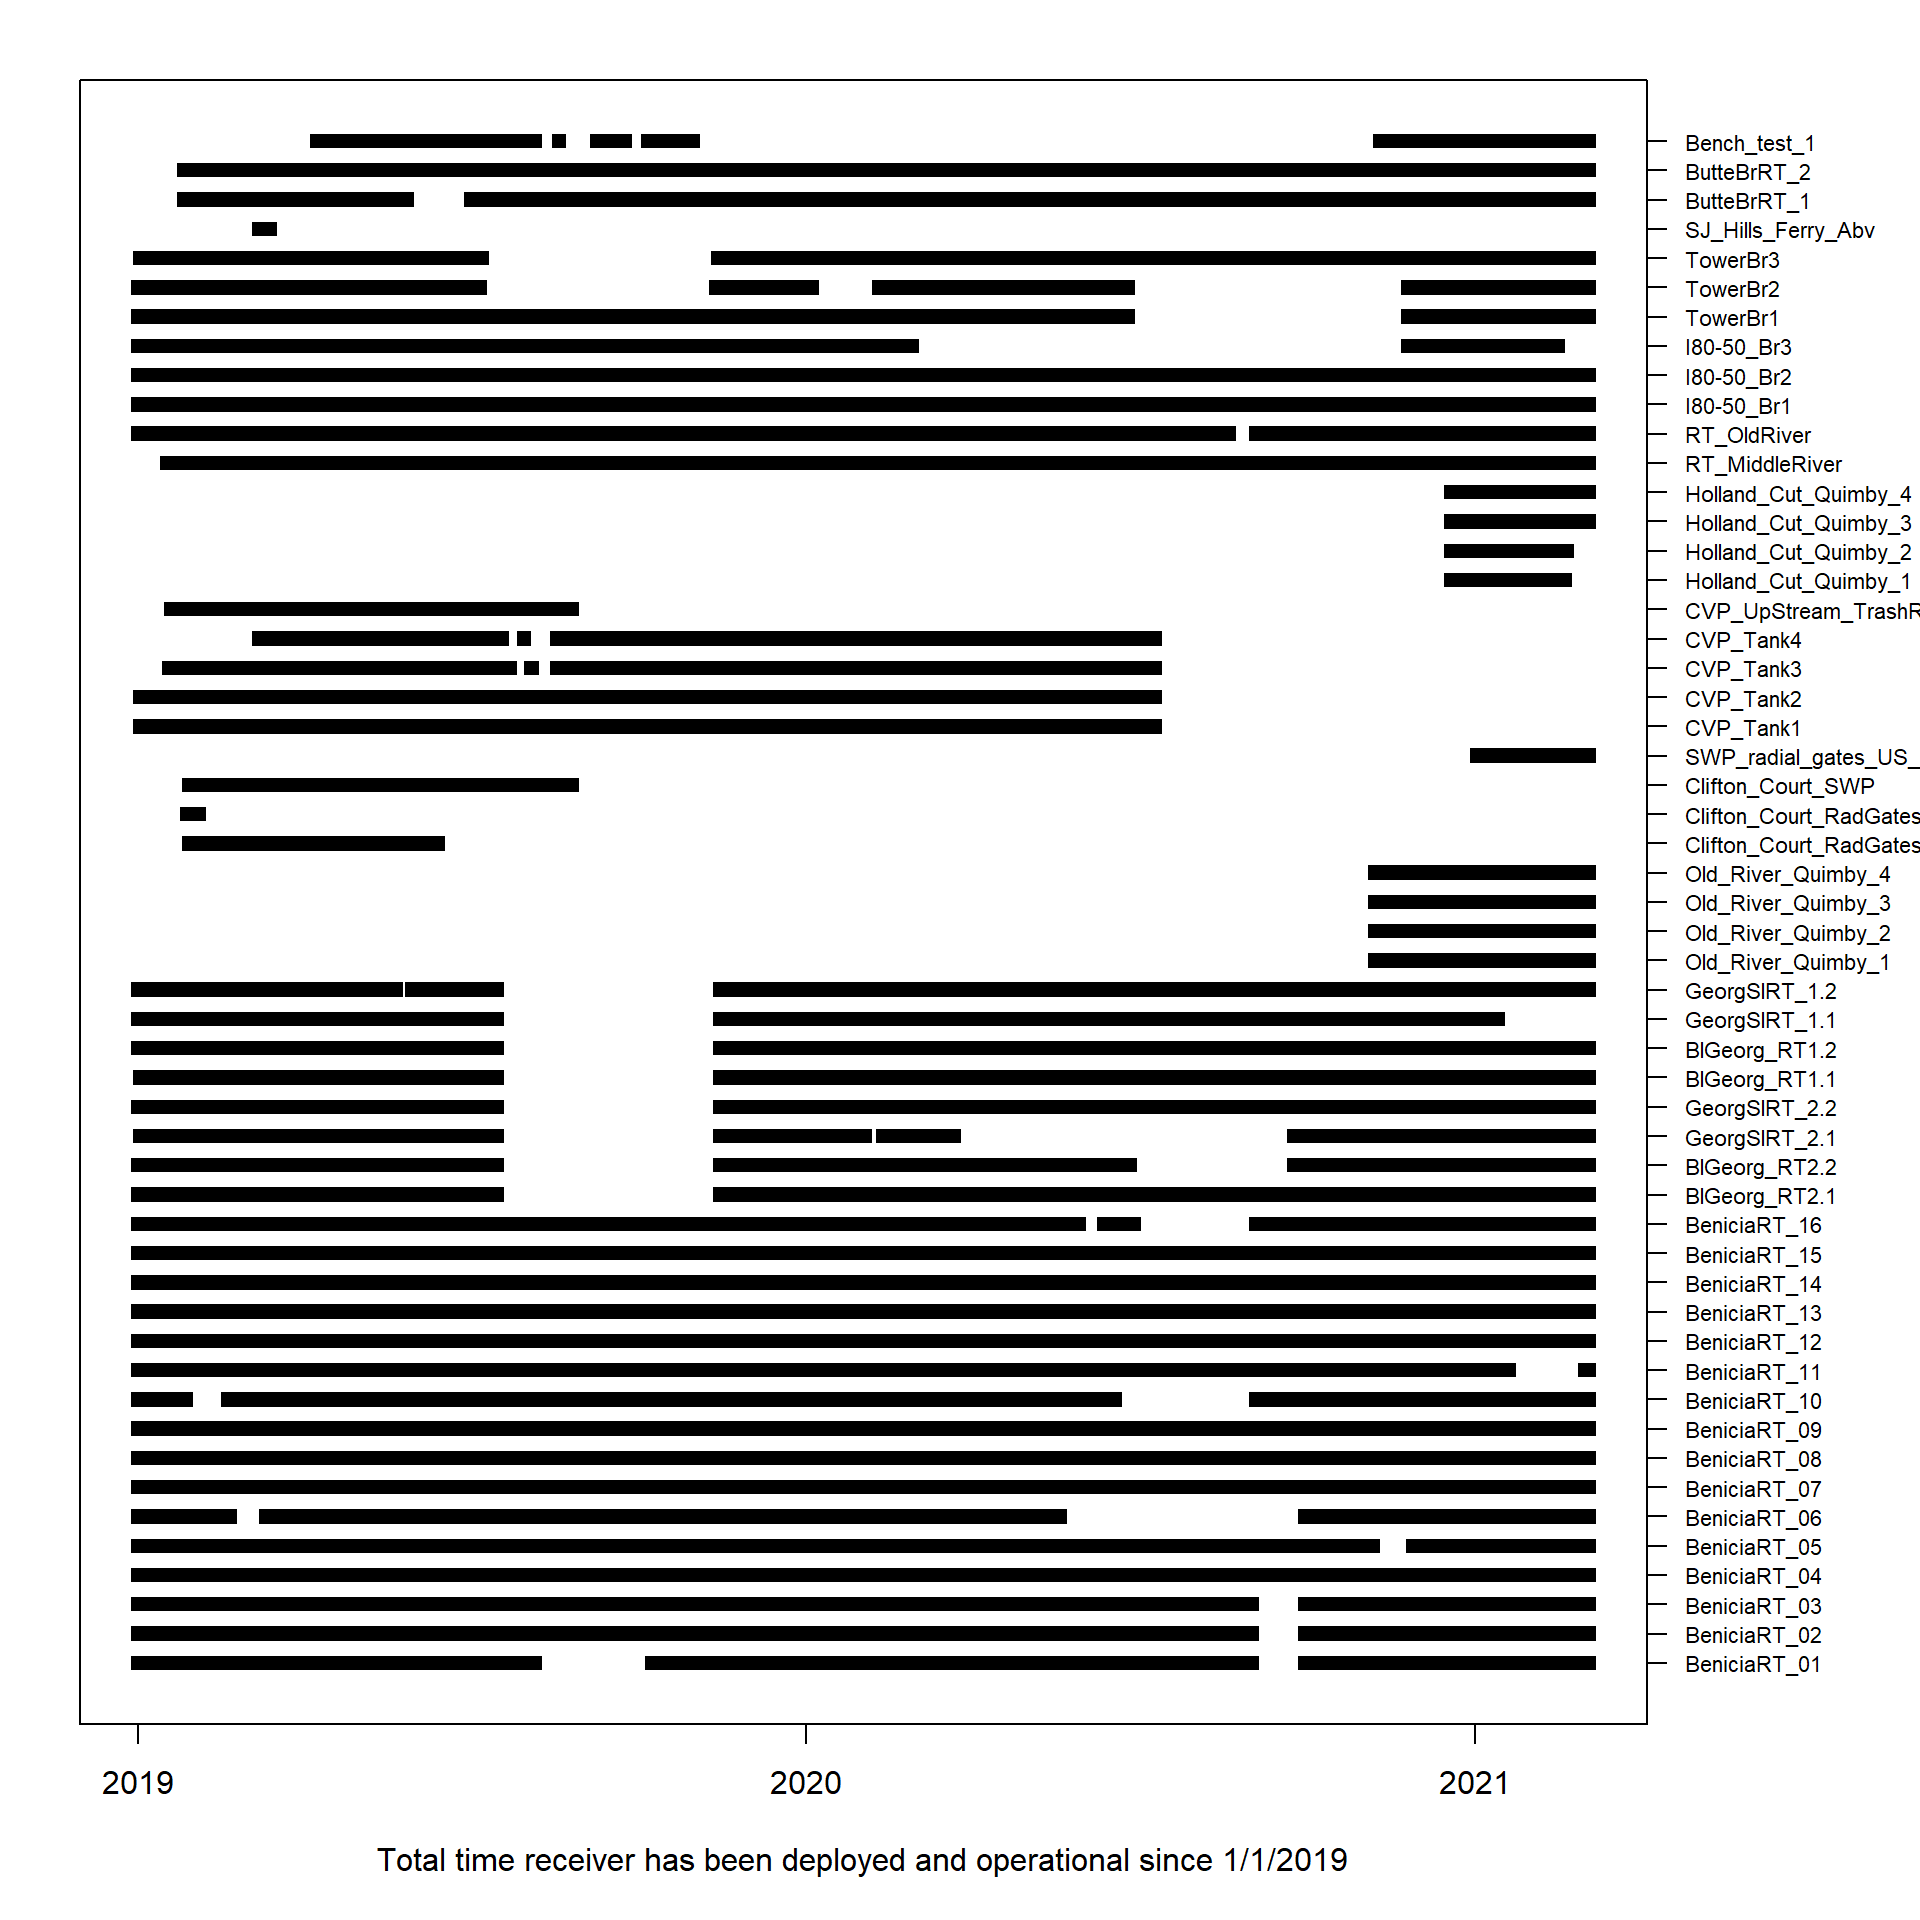 Bench_test_1
ButteBrRT_2
ButteBrRT_1
SJ_Hills_Ferry_Abv
TowerBr3
TowerBr2
TowerBr1
I80-50_Br3
I80-50_Br2
I80-50_Br1
RT_OldRiver
RT_MiddleRiver
Holland_Cut_Quimby_4
Holland_Cut_Quimby_3
Holland_Cut_Quimby_2
Holland_Cut_Quimby_1
CVP_UpStream_TrashR
CVP_Tank4
CVP_Tank3
CVP_Tank2
CVP_Tank1
SWP_radial_gates_US_
Clifton_Court_SWP
Clifton_Court_RadGates
Clifton_Court_RadGates
Old_River_Quimby_4
Old_River_Quimby_3
Old_River_Quimby_2
Old_River_Quimby_1
GeorgSlRT_1.2
GeorgSlRT_1.1
BlGeorg_RT1.2
BlGeorg_RT1.1
GeorgSlRT_2.2
GeorgSlRT_2.1
BlGeorg_RT2.2
BlGeorg_RT2.1
BeniciaRT_16
BeniciaRT_15
BeniciaRT_14
BeniciaRT_13
BeniciaRT_12
BeniciaRT_11
BeniciaRT_10
BeniciaRT_09
BeniciaRT_08
BeniciaRT_07
BeniciaRT_06
BeniciaRT_05
BeniciaRT_04
BeniciaRT_03
BeniciaRT_02
BeniciaRT_01
2019 2020 2021
Total time receiver has been deployed and operational since 1/1/2019